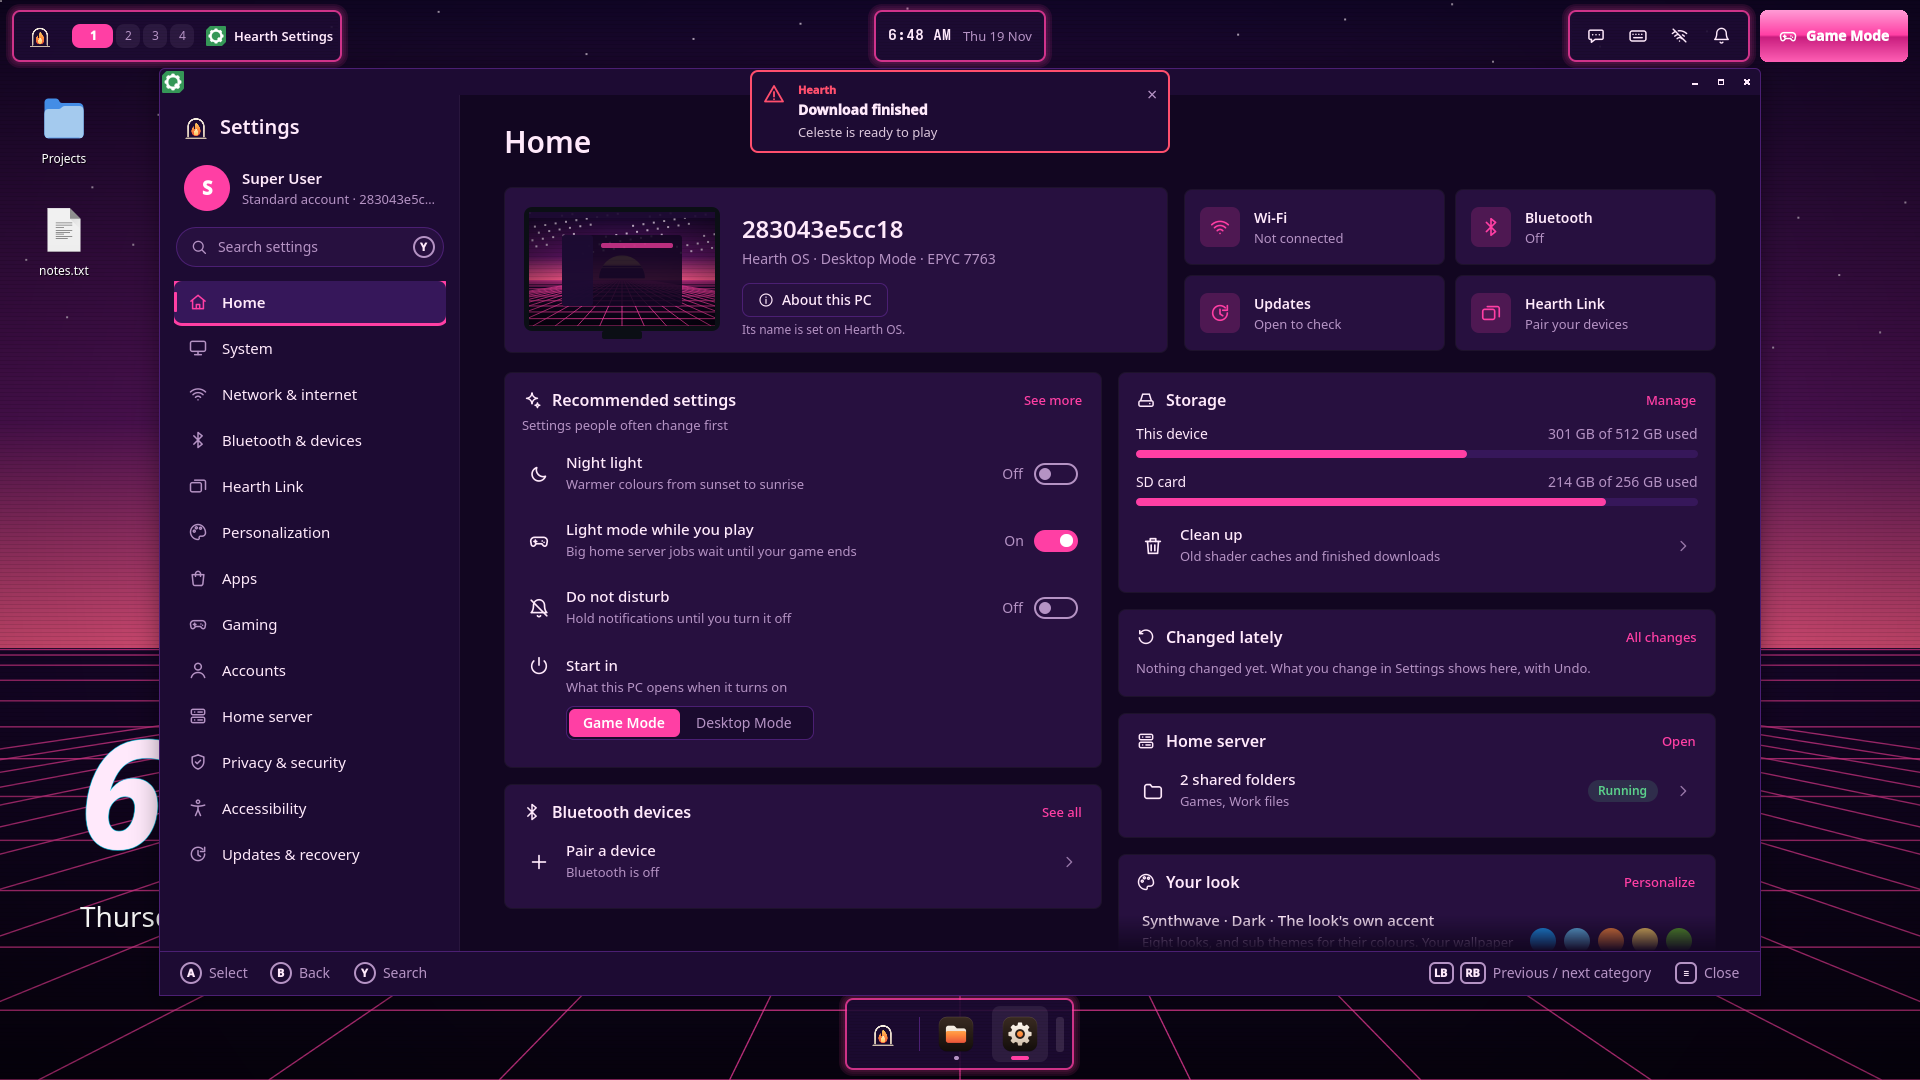 1 2 3 4 Hearth Settings
6:48 AM Thu 19 Nov
Game Mode
Projects
notes.txt
6
Thurs
Hearth
Download finished
Celeste is ready to play
Settings
S
Super User
Standard account · 283043e5c...
Search settings Y
Home
System
Network & internet
Bluetooth & devices
Hearth Link
Personalization
Apps
Gaming
Accounts
Home server
Privacy & security
Accessibility
Updates & recovery
Home
283043e5cc18
Hearth OS · Desktop Mode · EPYC 7763
About this PC
Its name is set on Hearth OS.
Wi-Fi
Not connected
Bluetooth
Off
Updates
Open to check
Hearth Link
Pair your devices
Recommended settings See more
Settings people often change first
Night light
Warmer colours from sunset to sunrise
Off
Light mode while you play
Big home server jobs wait until your game ends
On
Do not disturb
Hold notifications until you turn it off
Off
Start in
What this PC opens when it turns on
Game Mode Desktop Mode
Bluetooth devices See all
Pair a device
Bluetooth is off
Storage Manage
This device 301 GB of 512 GB used
SD card 214 GB of 256 GB used
Clean up
Old shader caches and finished downloads
Changed lately All changes
Nothing changed yet. What you change in Settings shows here, with Undo.
Home server Open
2 shared folders
Games, Work files
Running
Your look Personalize
Synthwave · Dark · The look's own accent
Eight looks, and sub themes for their colours. Your wallpaper
A Select B Back Y Search
LB RB Previous / next category ≡ Close